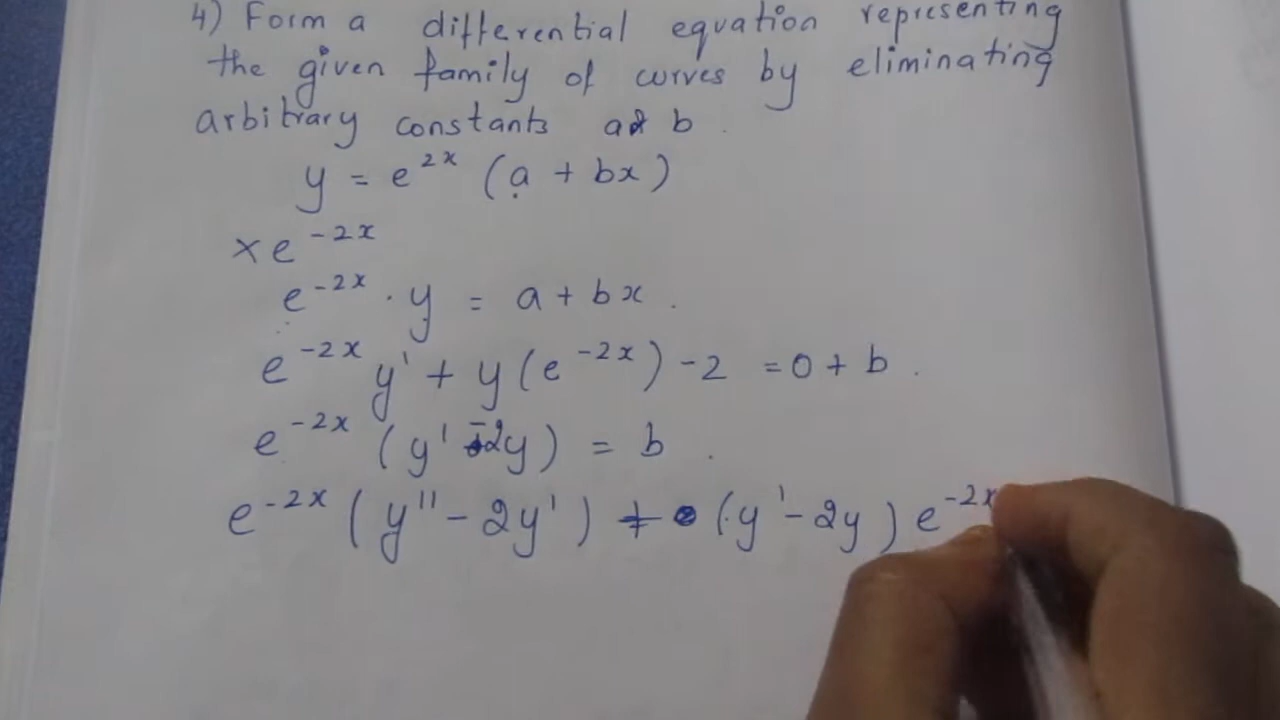 4) Form a differential equation representing
the given family of curves by eliminating
arbitrary constants a & b.
y = e^{2x} (a + bx)
× e^{-2x}
e^{-2x} . y = a + bx .
e^{-2x} y' + y (e^{-2x}) -2 = 0 + b .
e^{-2x} (y' - 2y) = b .
e^{-2x} (y'' - 2y') + (y' - 2y) e^{-2x}